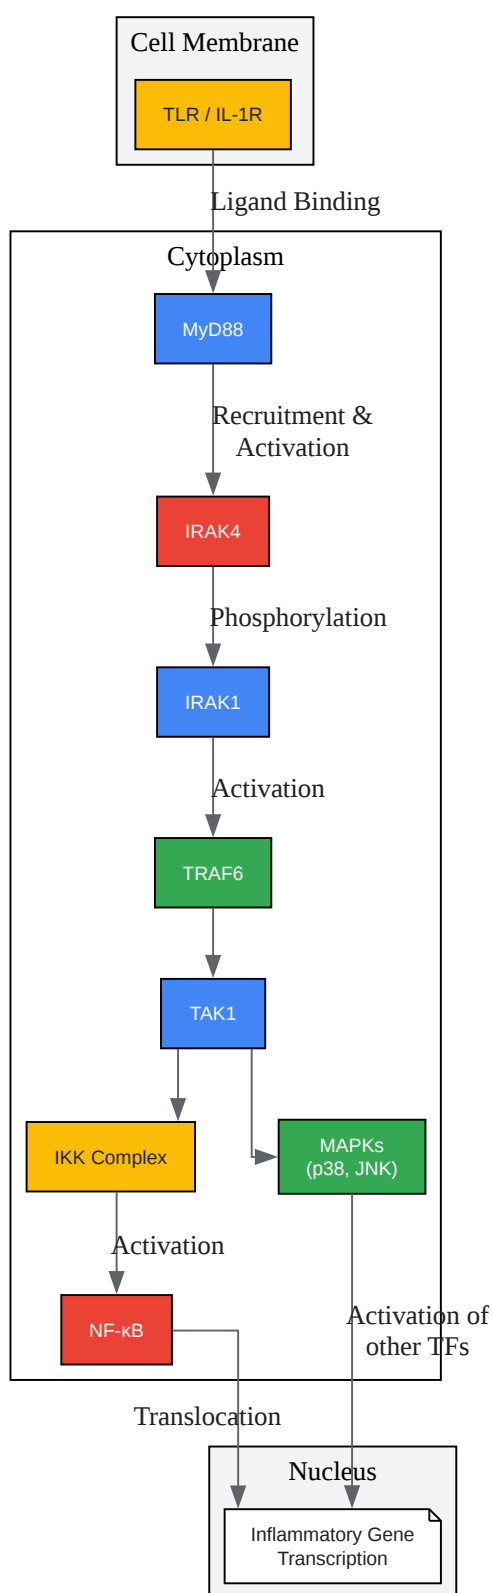 Cell Membrane
TLR / IL-1R
Ligand Binding
Cytoplasm
MyD88
Recruitment &
Activation
IRAK4
Phosphorylation
IRAK1
Activation
TRAF6
TAK1
IKK Complex
MAPKs
(p38, JNK)
Activation
NF-κB
Activation of
other TFs
Translocation
Nucleus
Inflammatory Gene
Transcription